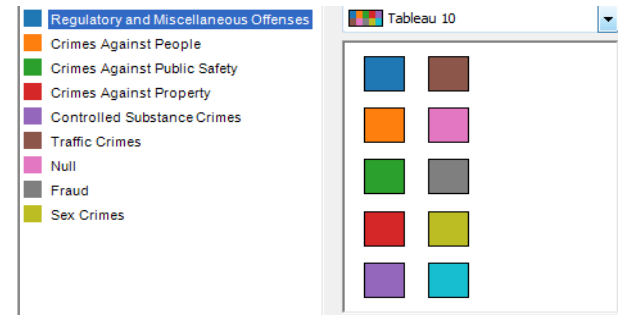 Regulatory and Miscellaneous Offenses
Crimes Against People
Crimes Against Public Safety
Crimes Against Property
Controlled Substance Crimes
Traffic Crimes
Null
Fraud
Sex Crimes
Tableau 10